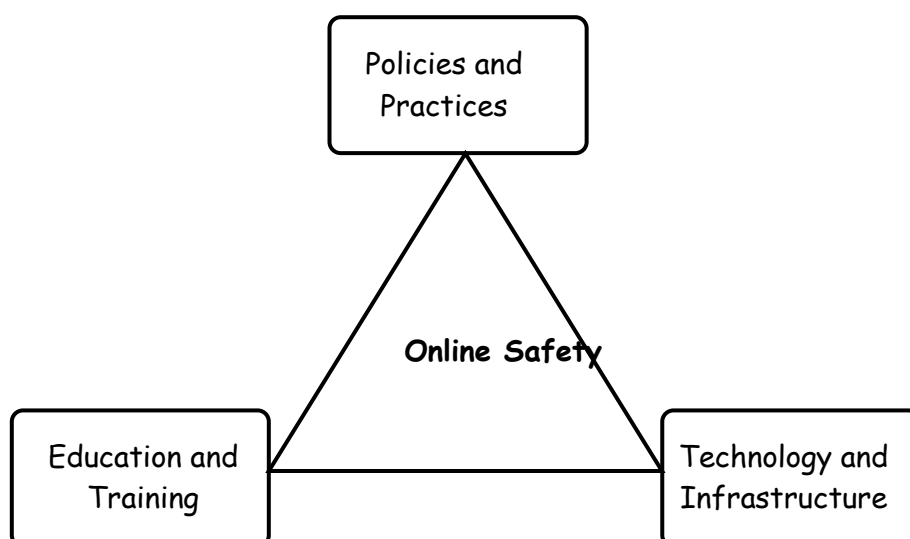 Policies and
Practices
Online Safety
Education and
Training
Technology and
Infrastructure